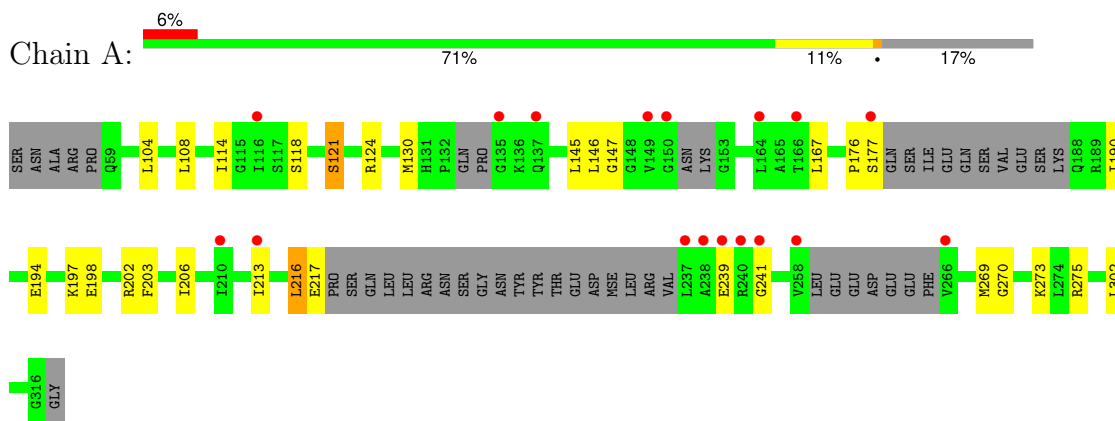 6%
Chain A:
71% 11% • 17%
SER ASN ALA ARG PRO Q59 L104 L108 I114 G115 I116 S117 S118 S121 R124 M130 H131 P132 GLN PRO G135 K136 Q137 L145 L146 G147 G148 V149 G150 ASN LYS G153 L164 A165 T166 L167 P176 S177 GLN SER ILE GLU GLN SER VAL GLU SER LYS Q188 R189 I190
E194 K197 E198 R202 F203 I206 I210 I213 L216 E217 PRO SER SER GLN LEU LEU ARG ASN SER GLY ASN TYR TYR THR GLU ASP MSE LEU ARG VAL L237 A238 E239 R240 G241 V258 LEU GLU GLU ASP GLU GLU PHE V266 M269 G270 K273 L274 R275 L302
G316 GLY